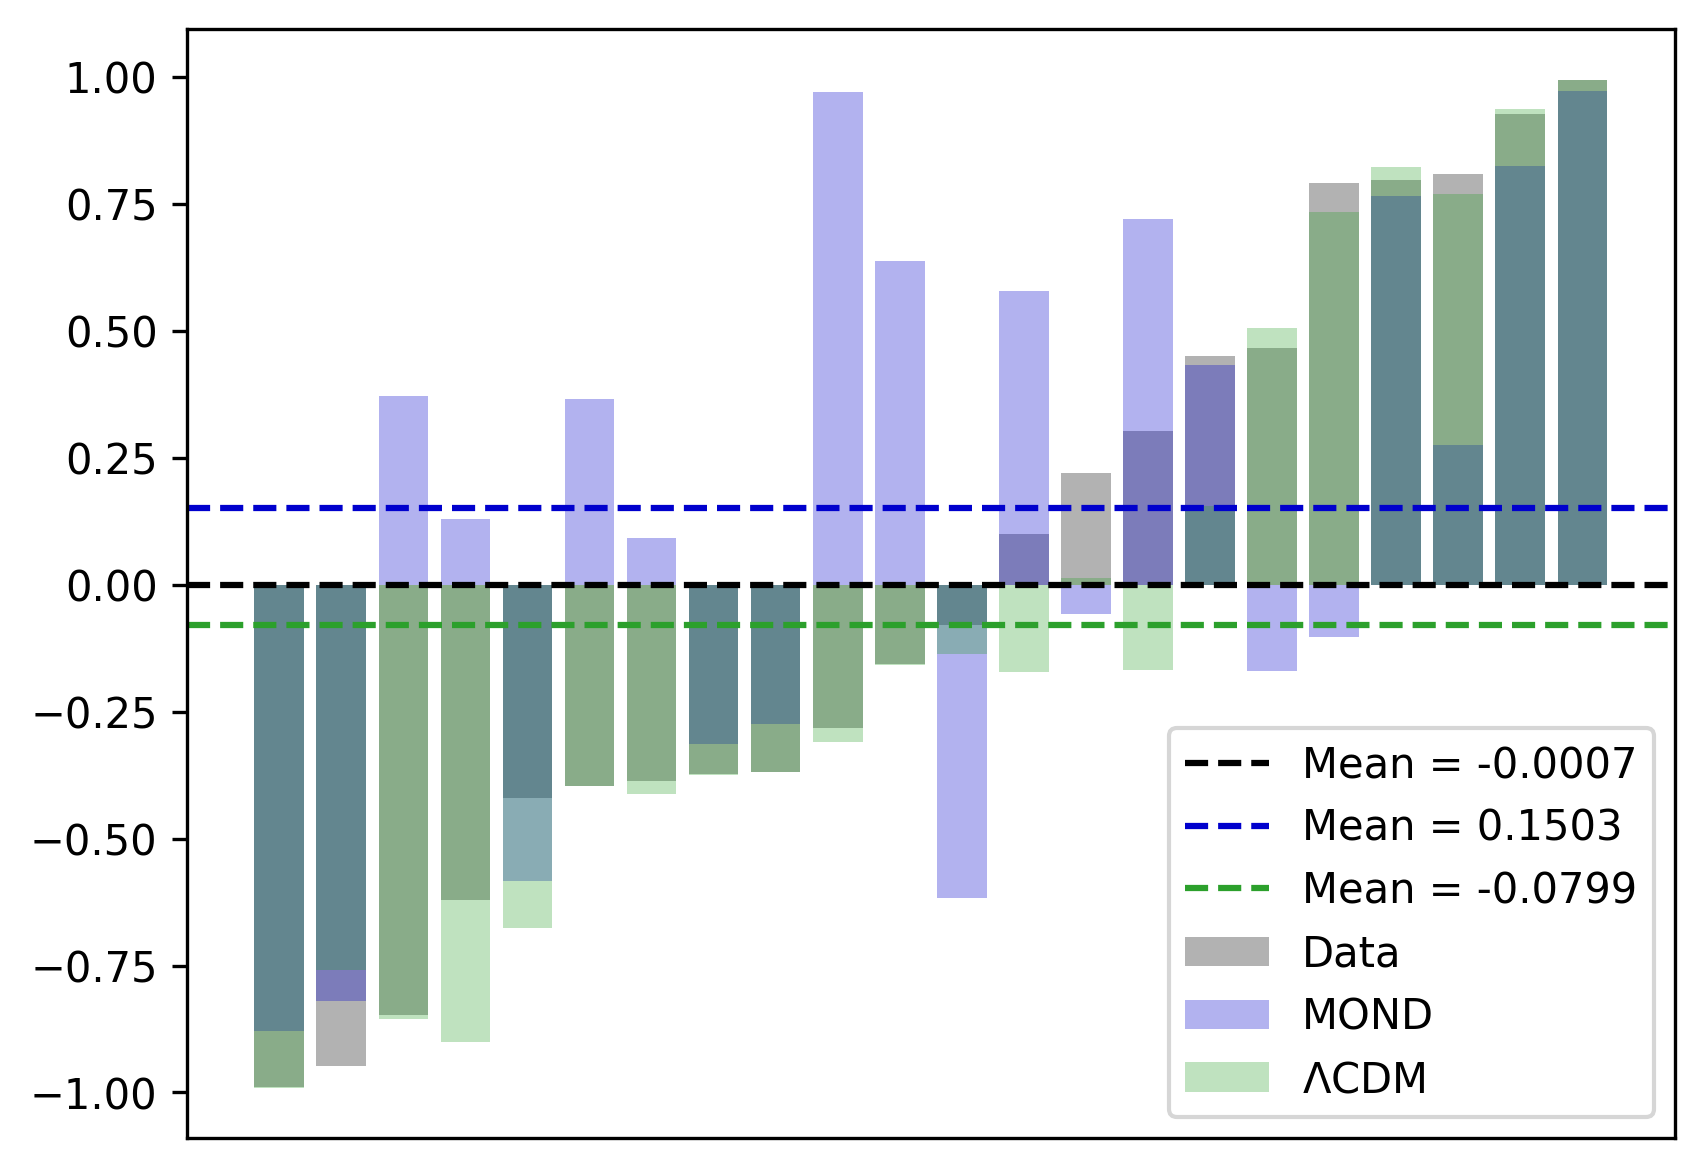 1.00
0.75
0.50
0.25
0.00
−0.25
−0.50
−0.75
−1.00
Mean = -0.0007
Mean = 0.1503
Mean = -0.0799
Data
MOND
ΛCDM